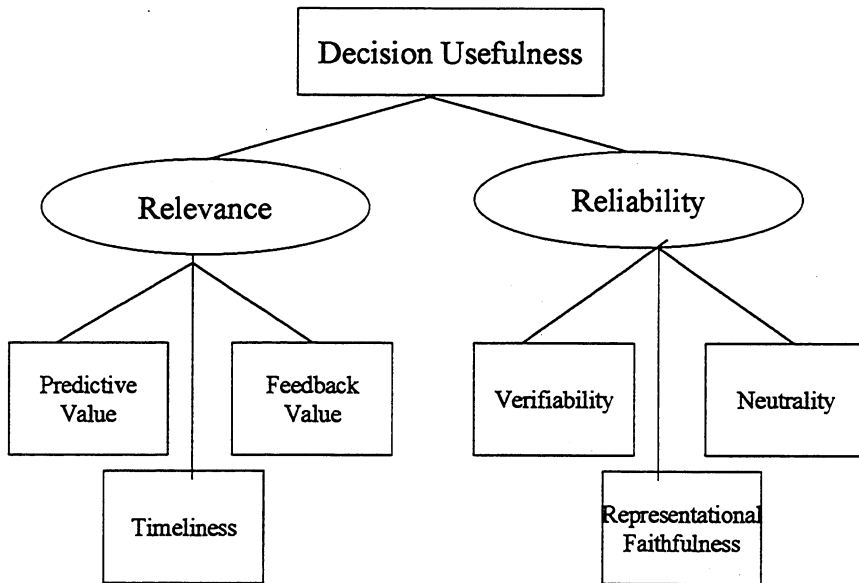 Decision Usefulness
Relevance
Reliability
Predictive
Value
Feedback
Value
Verifiability
Neutrality
Timeliness
Representational
Faithfulness